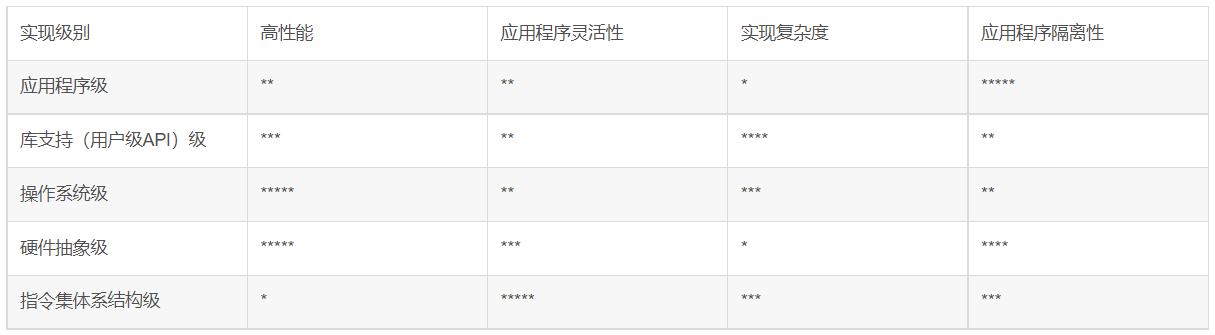 实现级别 高性能 应用程序灵活性 实现复杂度 应用程序隔离性
应用程序级 ** ** * *****
库支持（用户级API）级 *** ** **** **
操作系统级 ***** ** *** **
硬件抽象级 ***** *** * ****
指令集体系结构级 * ***** *** ***